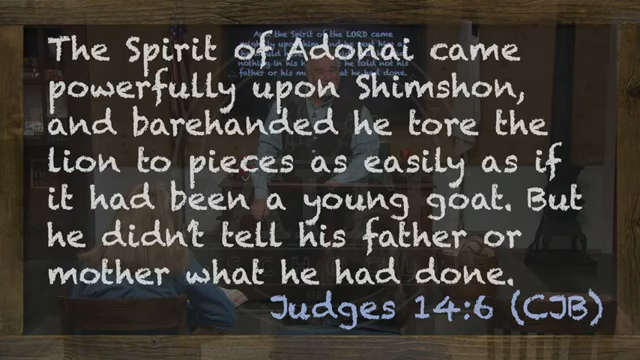 The Spirit of Adonai came
powerfully upon Shimshon,
and barehanded he tore the
lion to pieces as easily as if
it had been a young goat. But
he didn't tell his father or
mother what he had done.
Judges 14:6 (CJB)